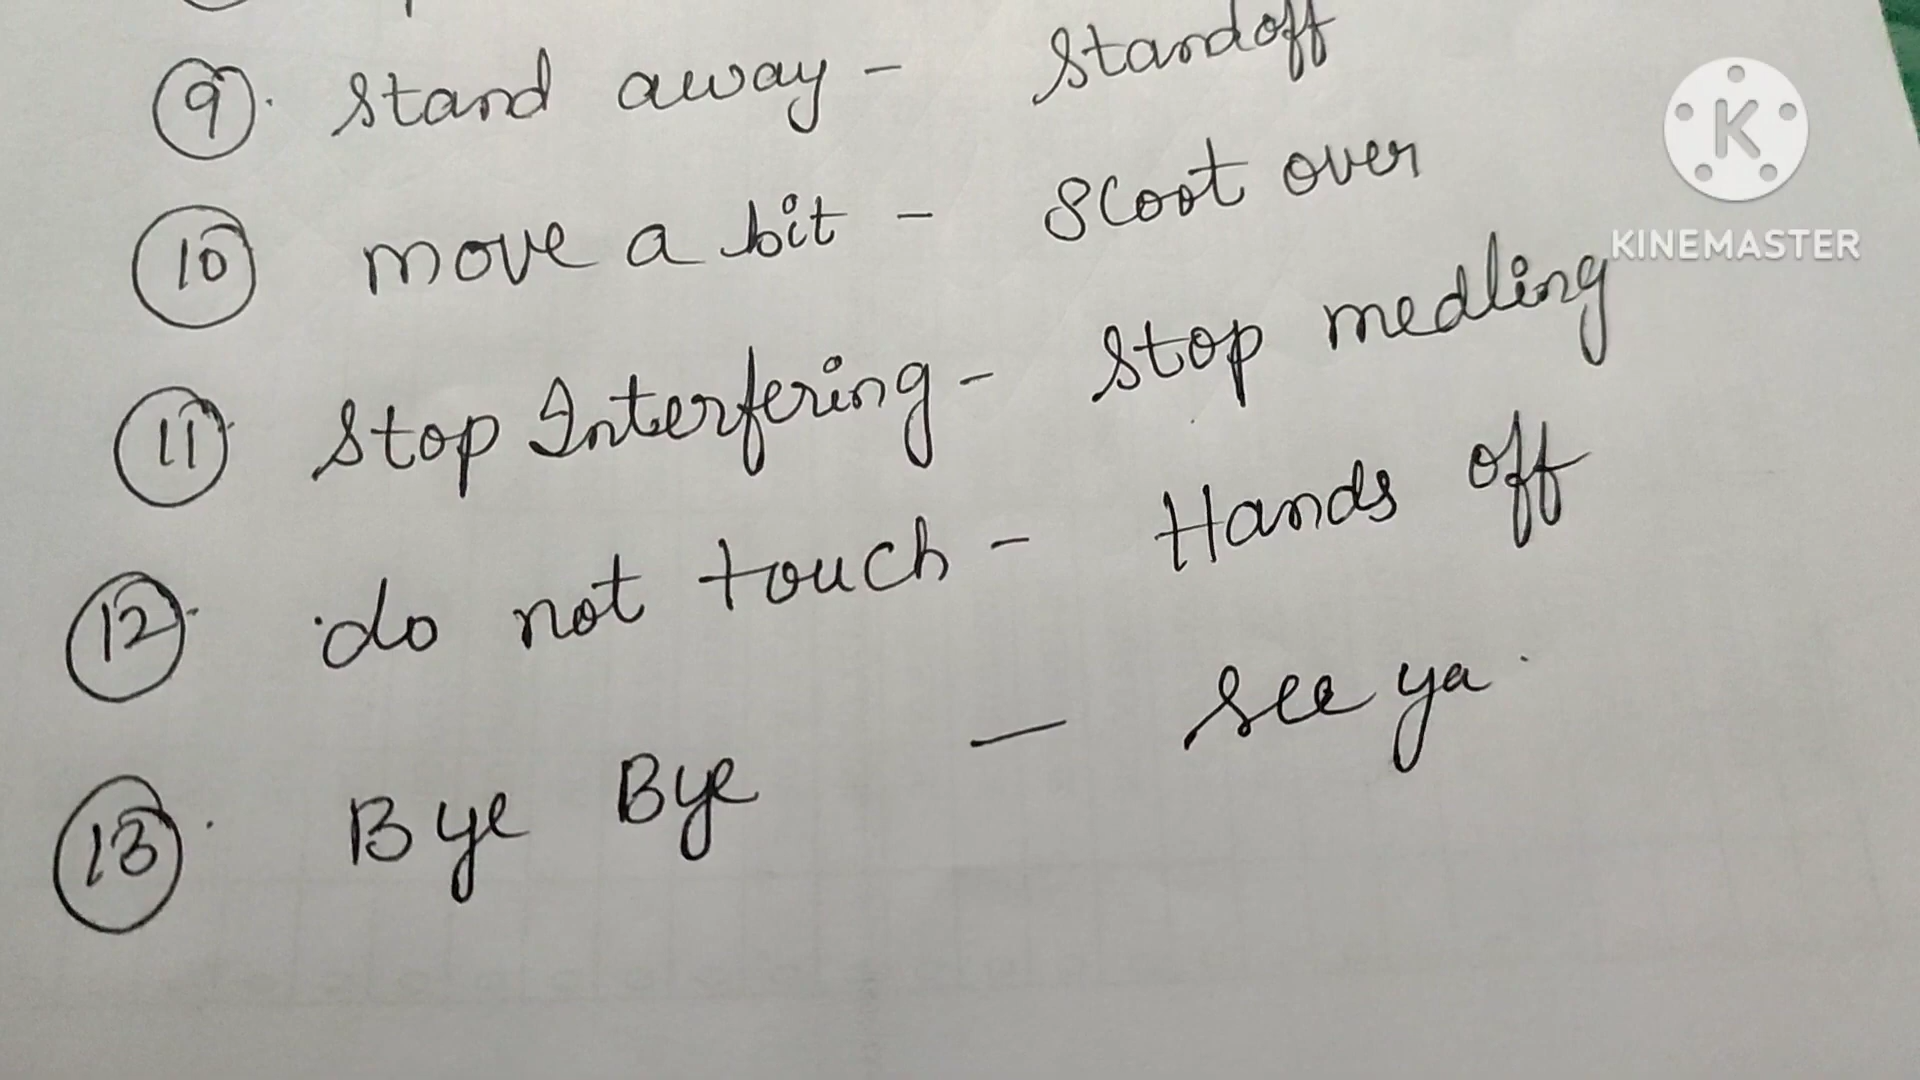 9. Stand away - Standoff
10 move a bit - Scoot over
11 Stop Interfering - Stop medling
12. do not touch - Hands off
13. Bye Bye - See ya.
K
KINEMASTER